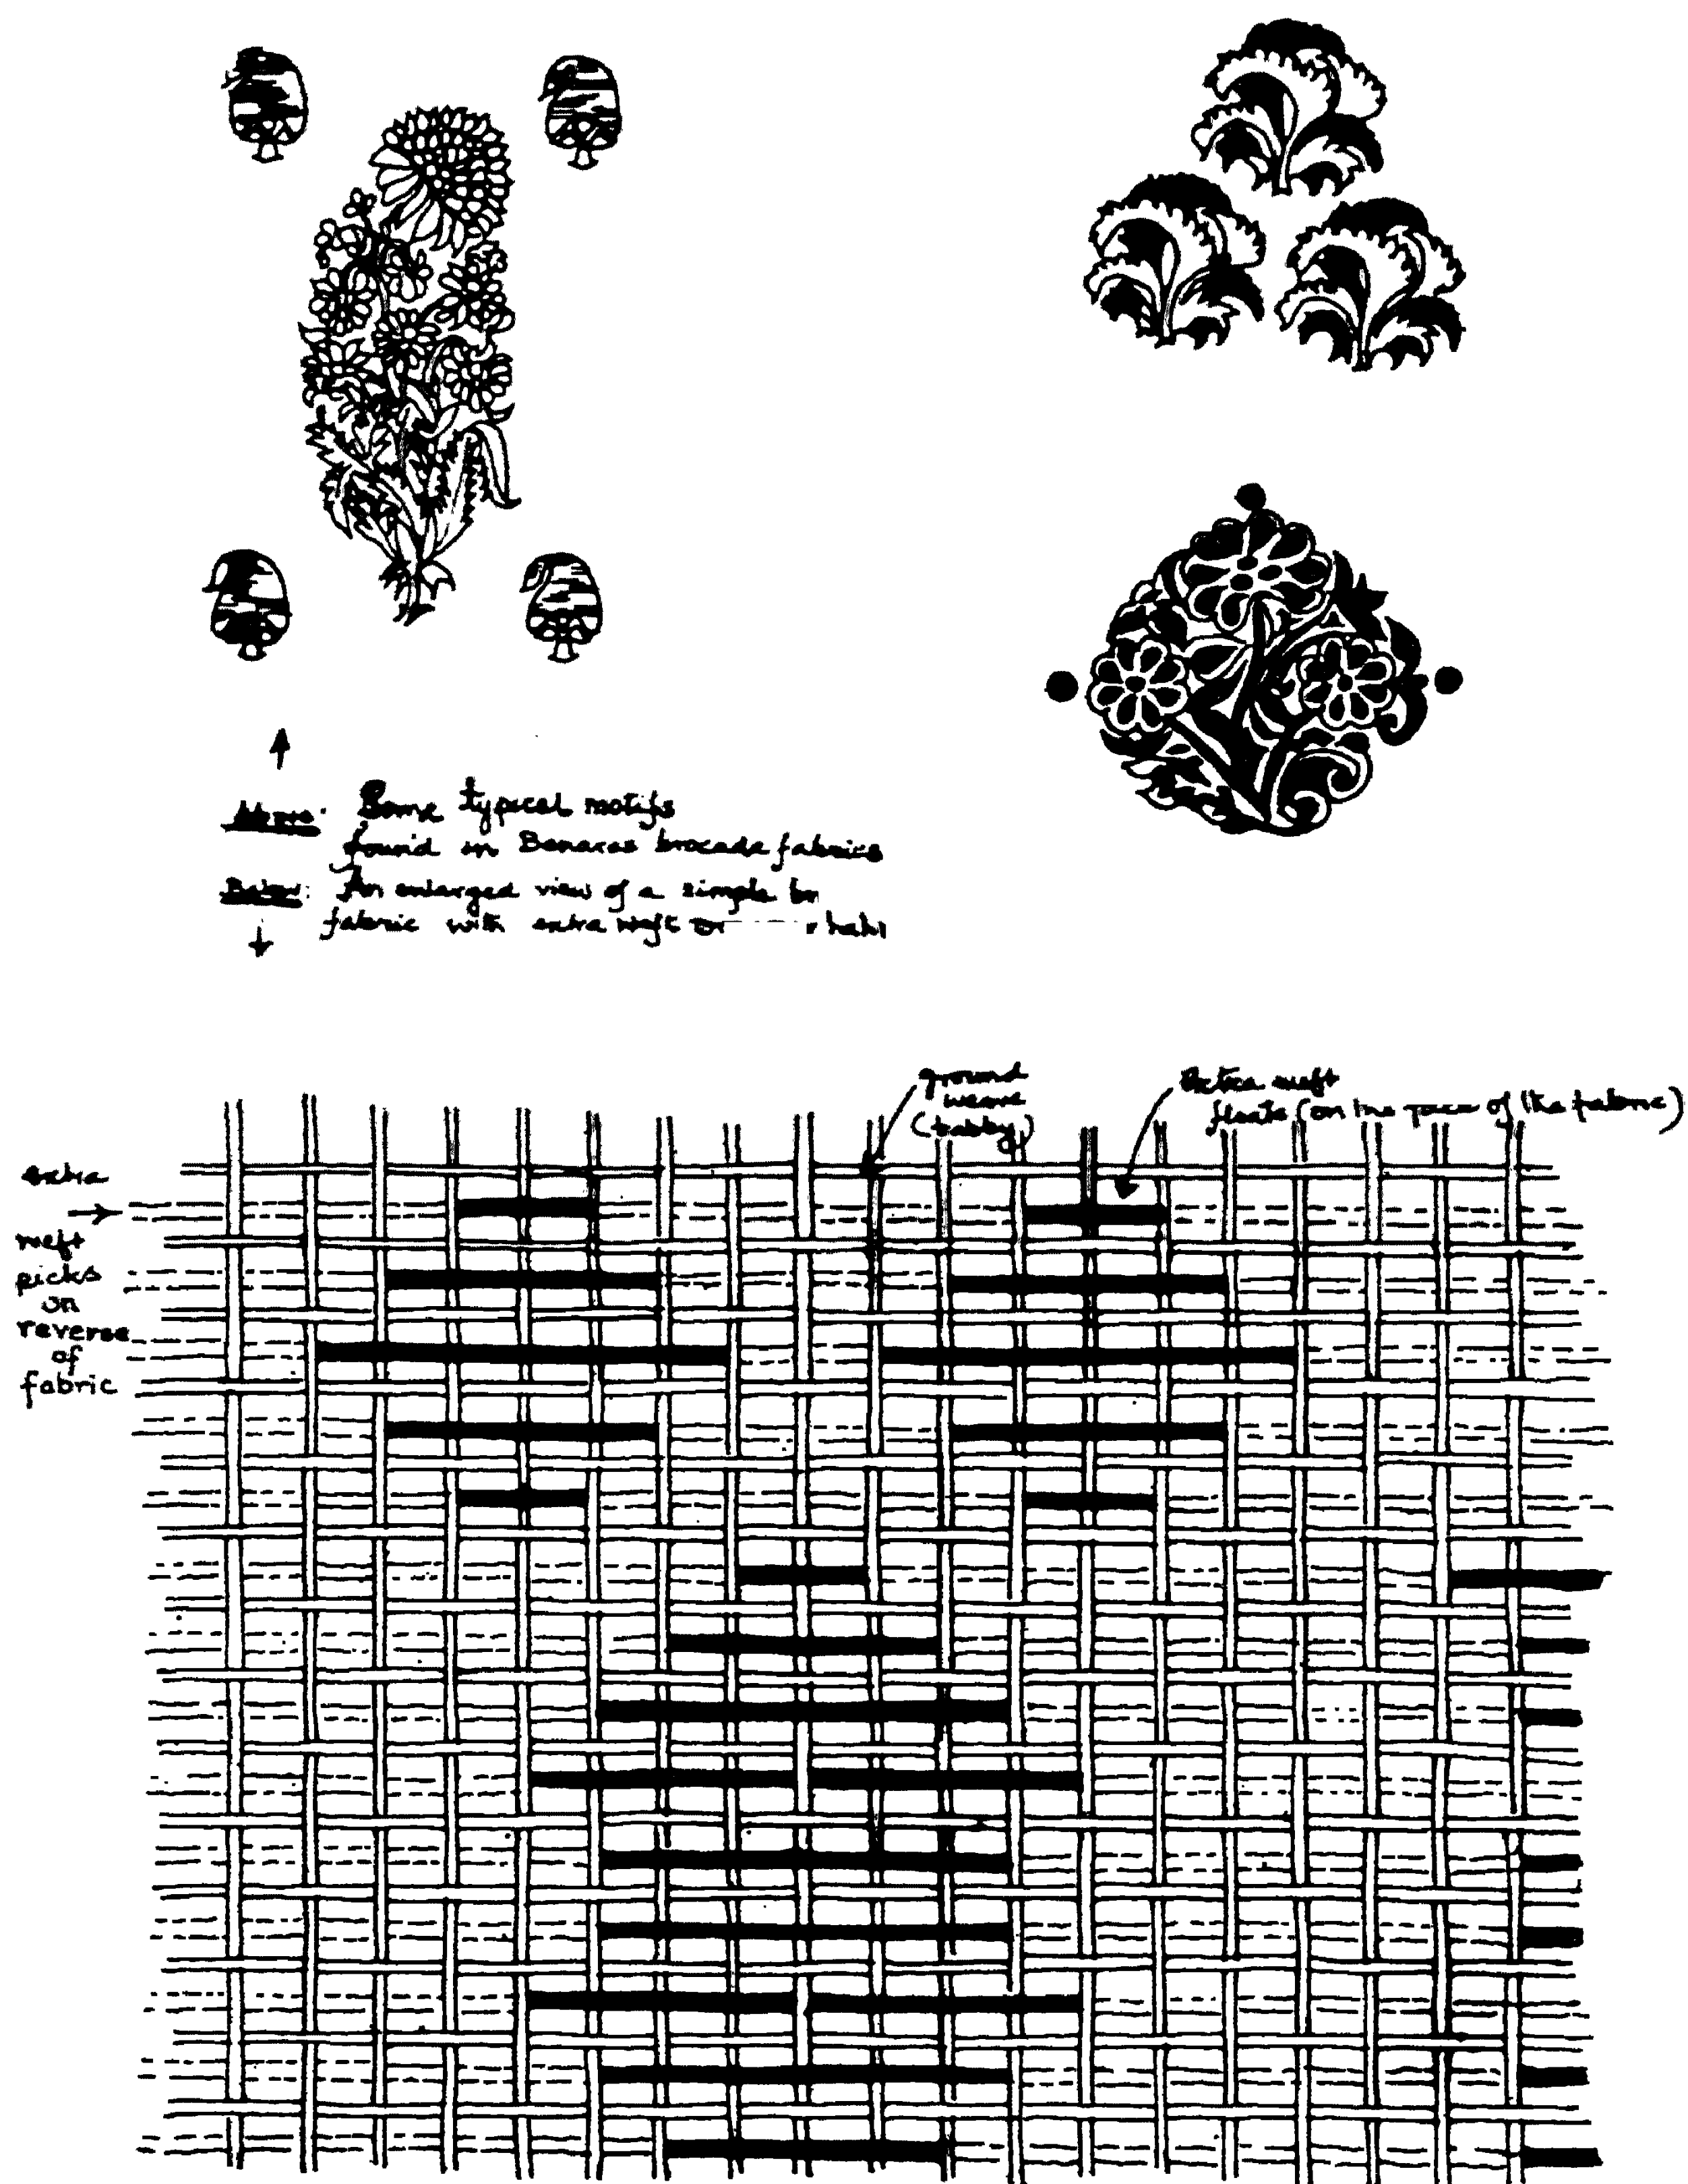 Above: Some typical motifs
found in Benaras brocade fabrics
Below: An enlarged view of a simple
fabric with extra weft
ground
weave
(tabby)
Extra weft
floats (on the face of the fabric)
extra
weft
picks
on
reverse
of
fabric